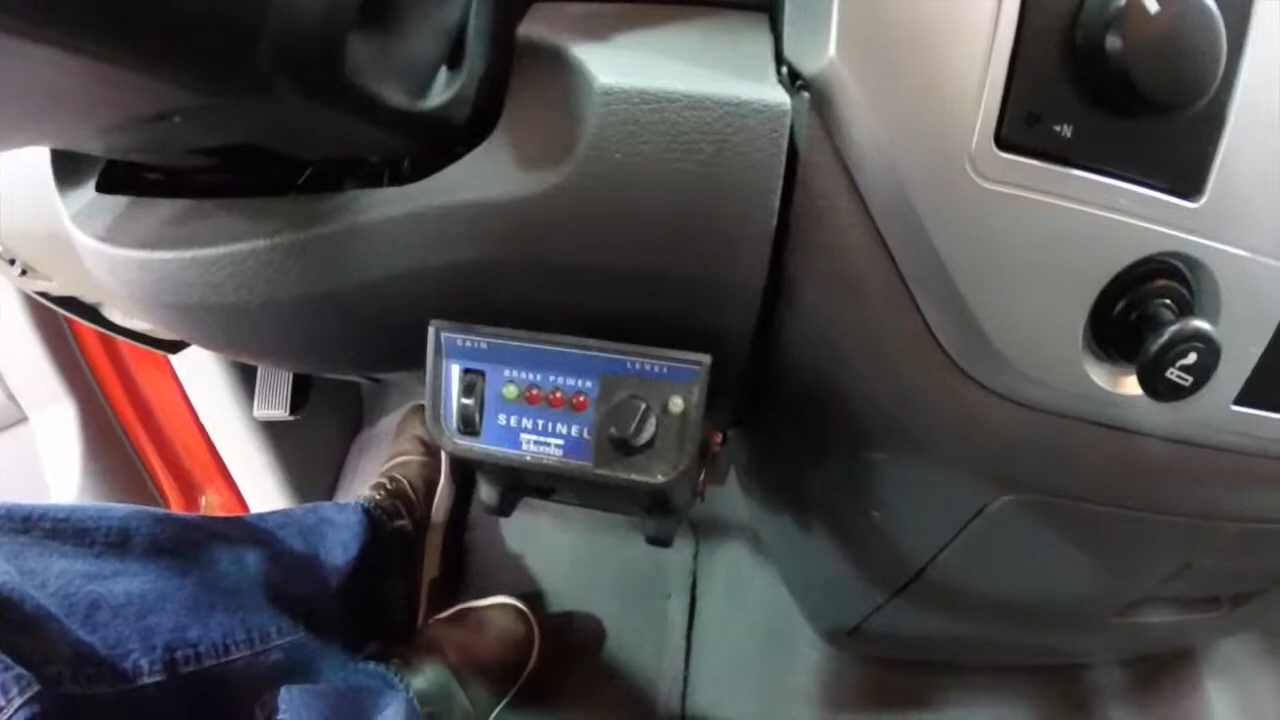 N
GAIN
LEVEL
BRAKE POWER
SENTINEL
Tekonsha